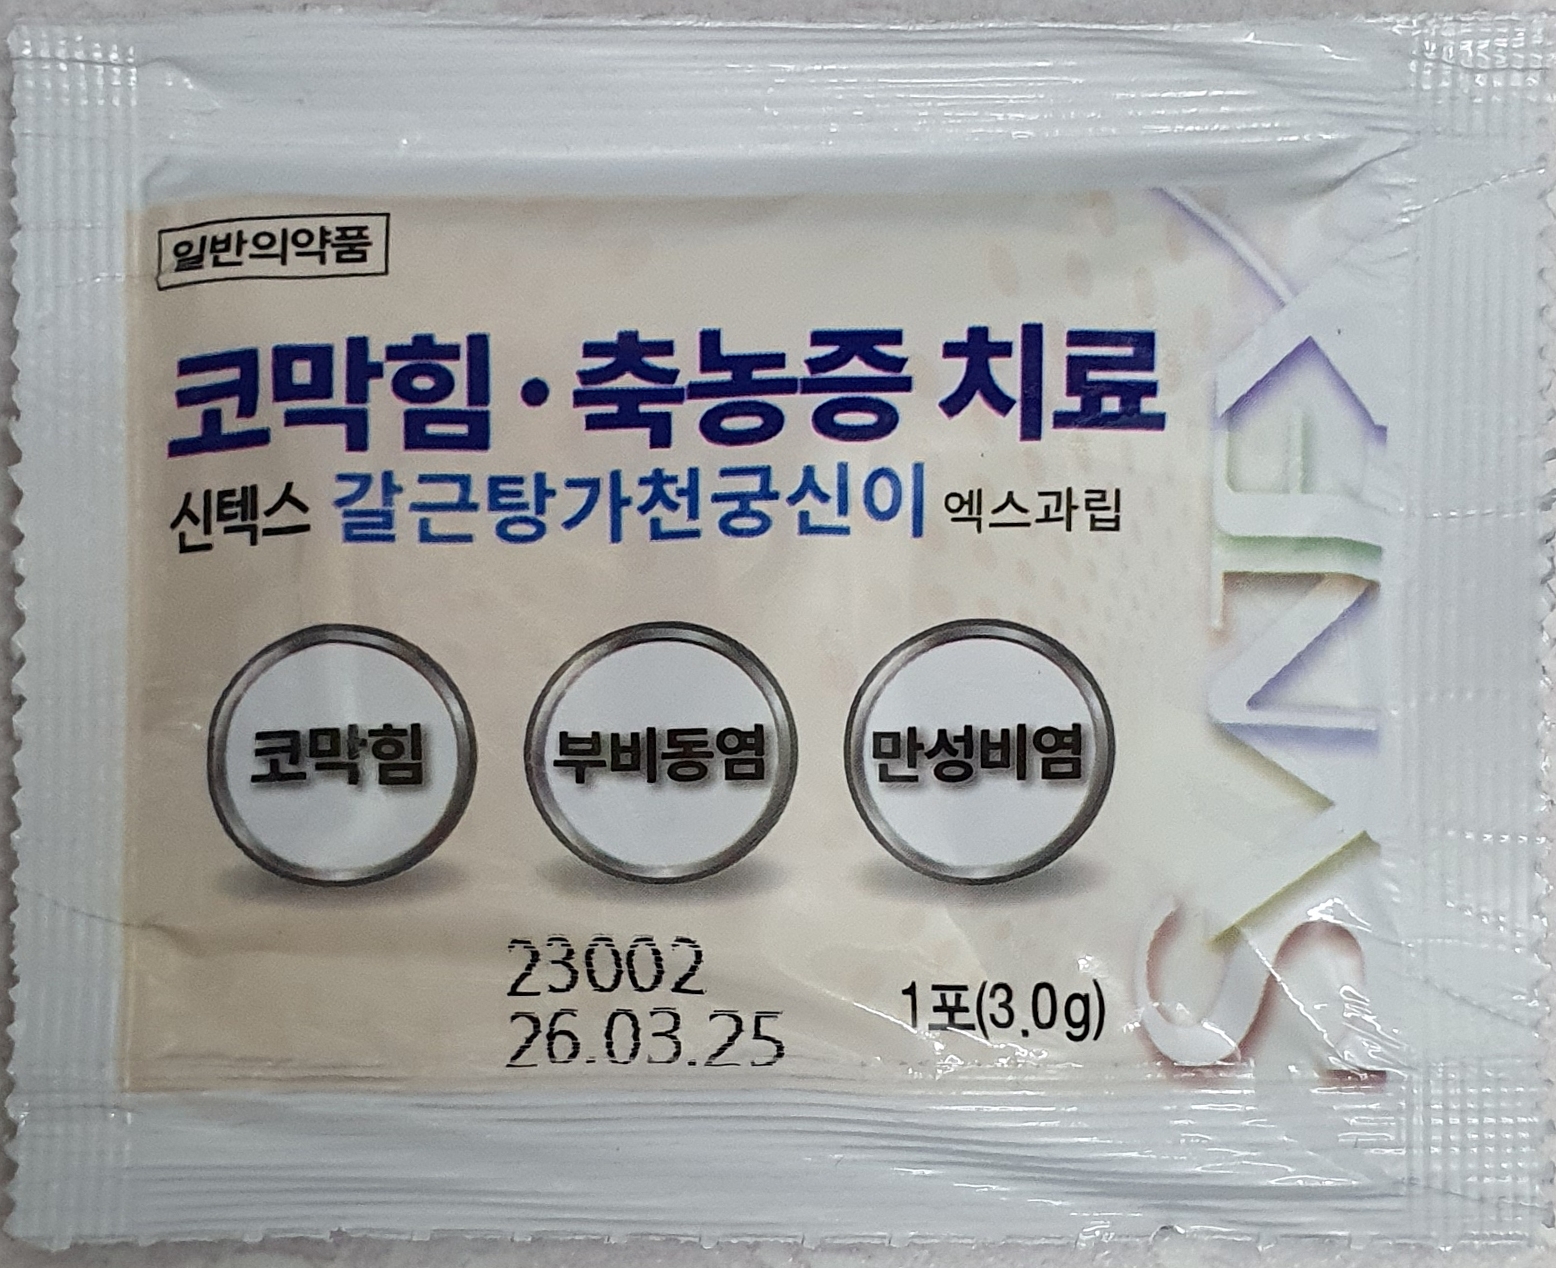 일반의약품
코막힘·축농증 치료
신텍스 갈근탕가천궁신이 엑스과립
코막힘
부비동염
만성비염
23002
26.03.25
1포(3.0g)